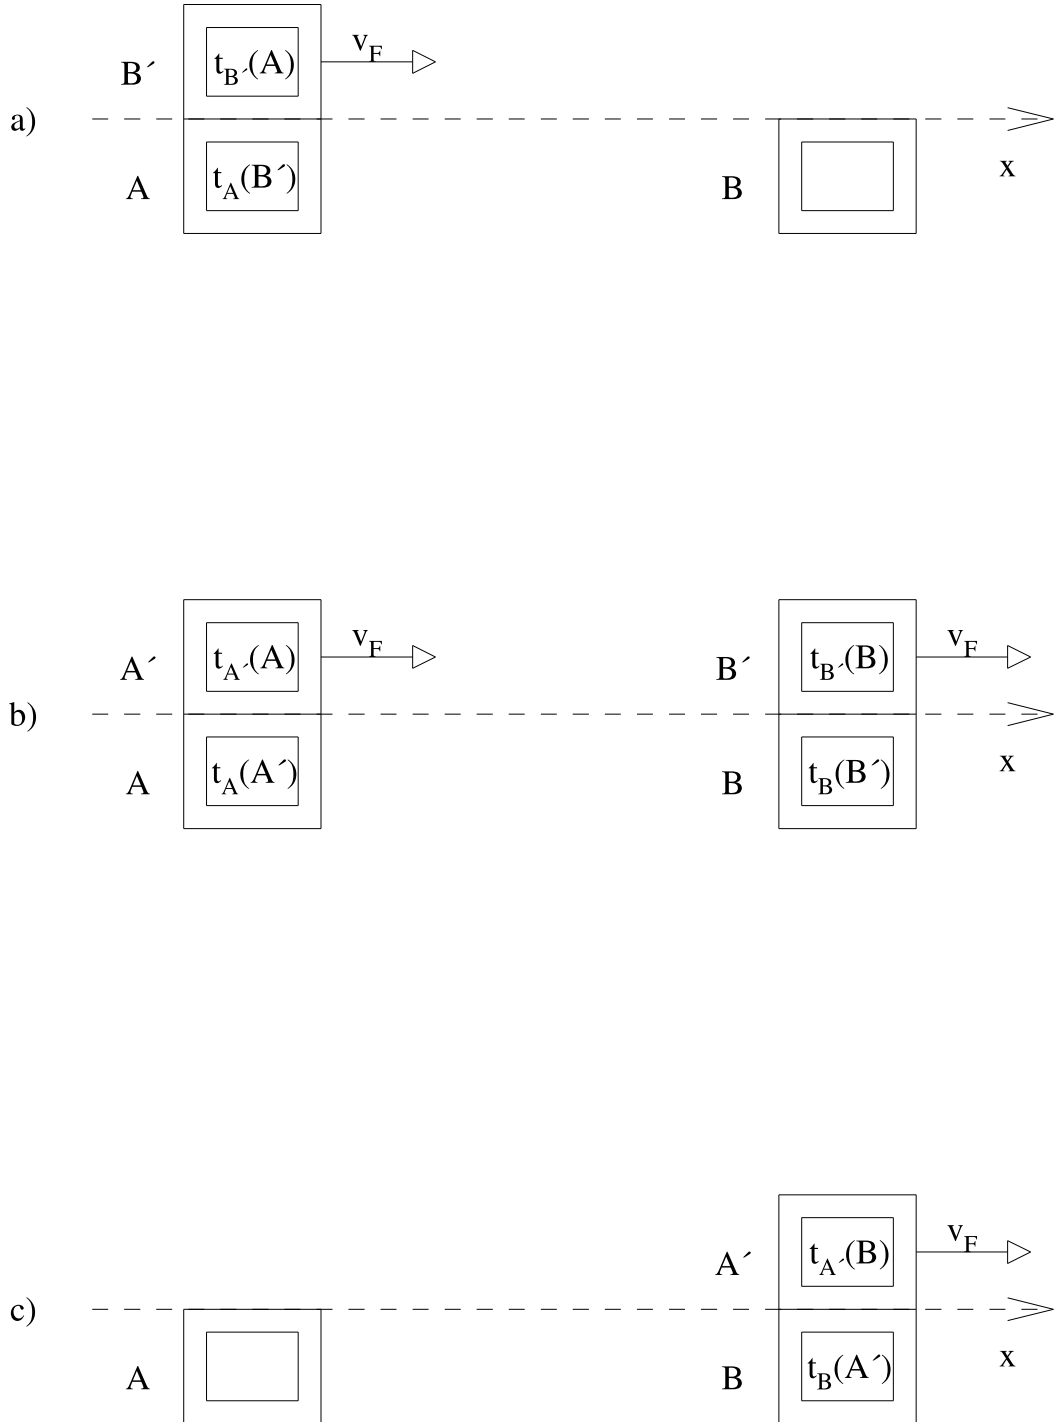 t_B´(A) v_F
B´
a)
t_A(B´) x
A B
t_A´(A) v_F t_B´(B) v_F
A´ B´
b)
t_A(A´) t_B(B´) x
A B
t_A´(B) v_F
A´
c)
t_B(A´) x
A B